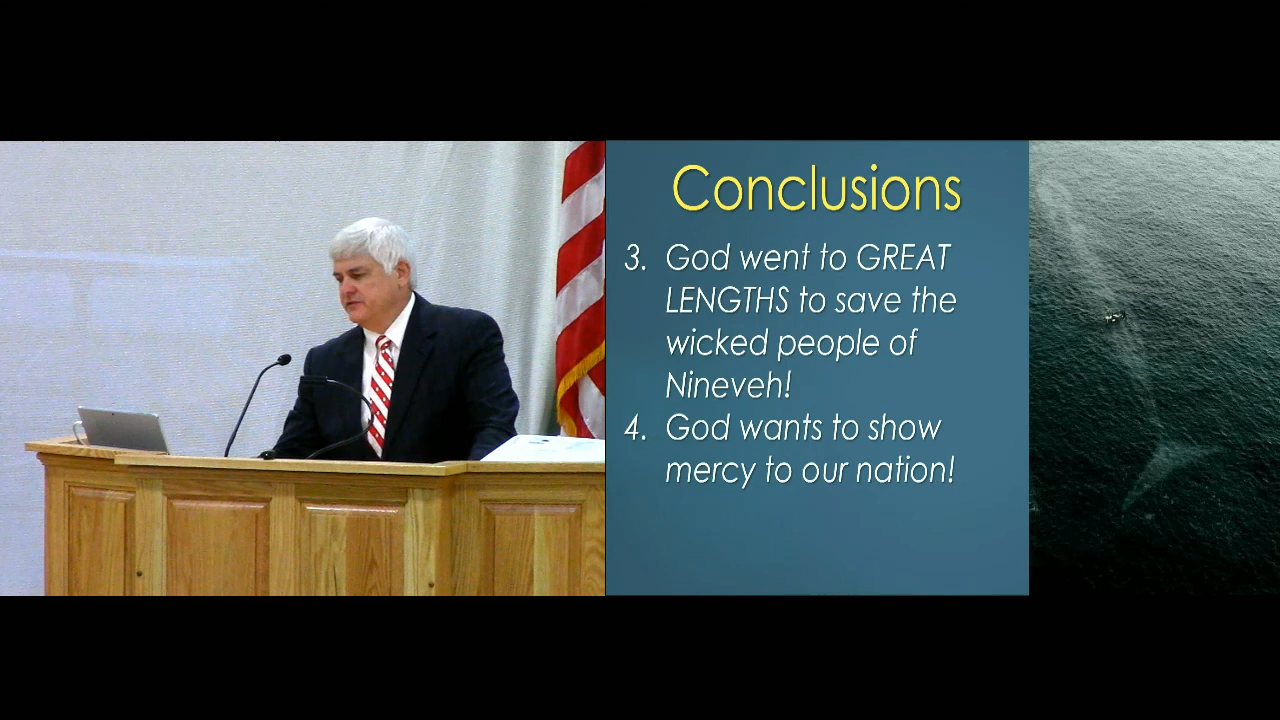 Conclusions
3. God went to GREAT
LENGTHS to save the
wicked people of
Nineveh!
4. God wants to show
mercy to our nation!